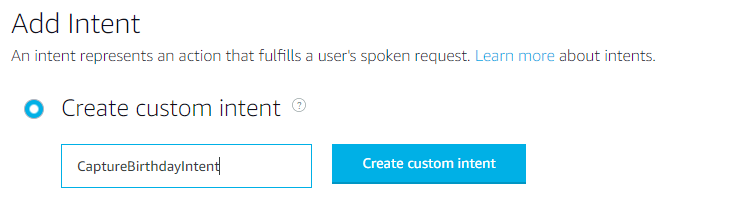 Add Intent
An intent represents an action that fulfills a user's spoken request. Learn more about intents.
Create custom intent ?
CaptureBirthdayIntent Create custom intent